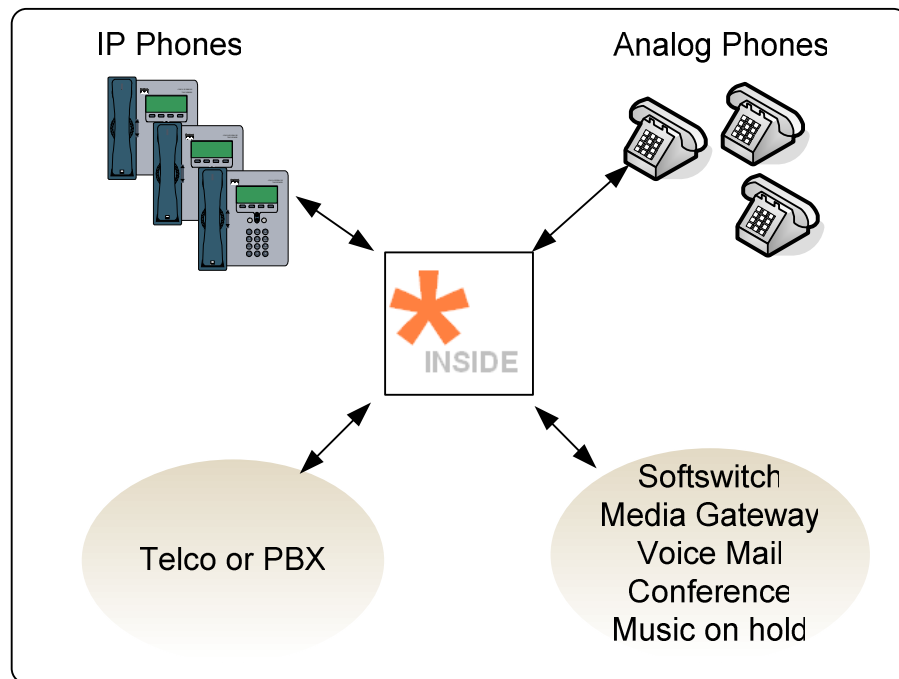 IP Phones
Analog Phones
INSIDE
Telco or PBX
Softswitch
Media Gateway
Voice Mail
Conference
Music on hold